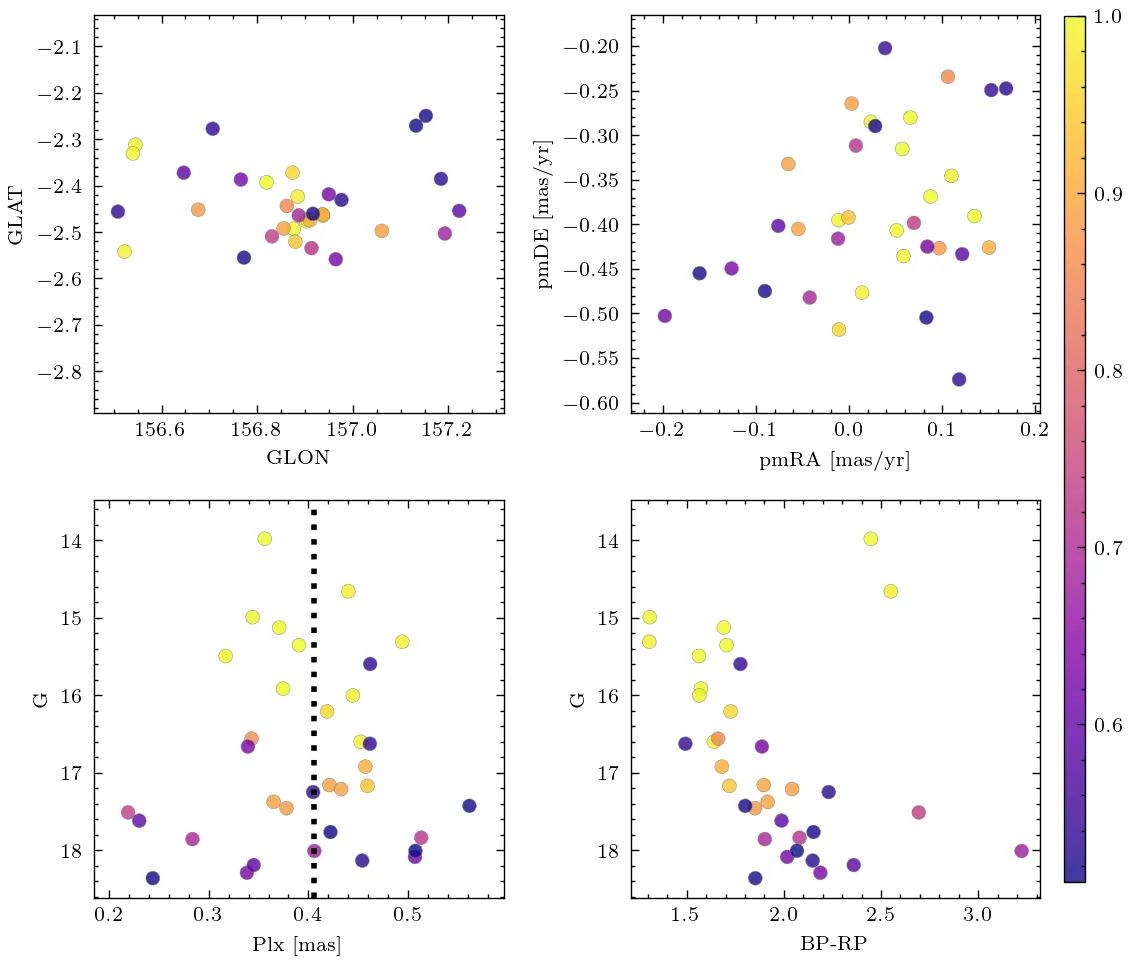 −2.1
−2.2
−2.3
−2.4
−2.5
−2.6
−2.7
−2.8
GLAT
156.6 156.8 157.0 157.2
GLON
−0.20
−0.25
−0.30
−0.35
−0.40
−0.45
−0.50
−0.55
−0.60
pmDE [mas/yr]
−0.2 −0.1 0.0 0.1 0.2
pmRA [mas/yr]
1.0
0.9
0.8
0.7
0.6
14
15
16
17
18
G
0.2 0.3 0.4 0.5
Plx [mas]
14
15
16
17
18
G
1.5 2.0 2.5 3.0
BP-RP